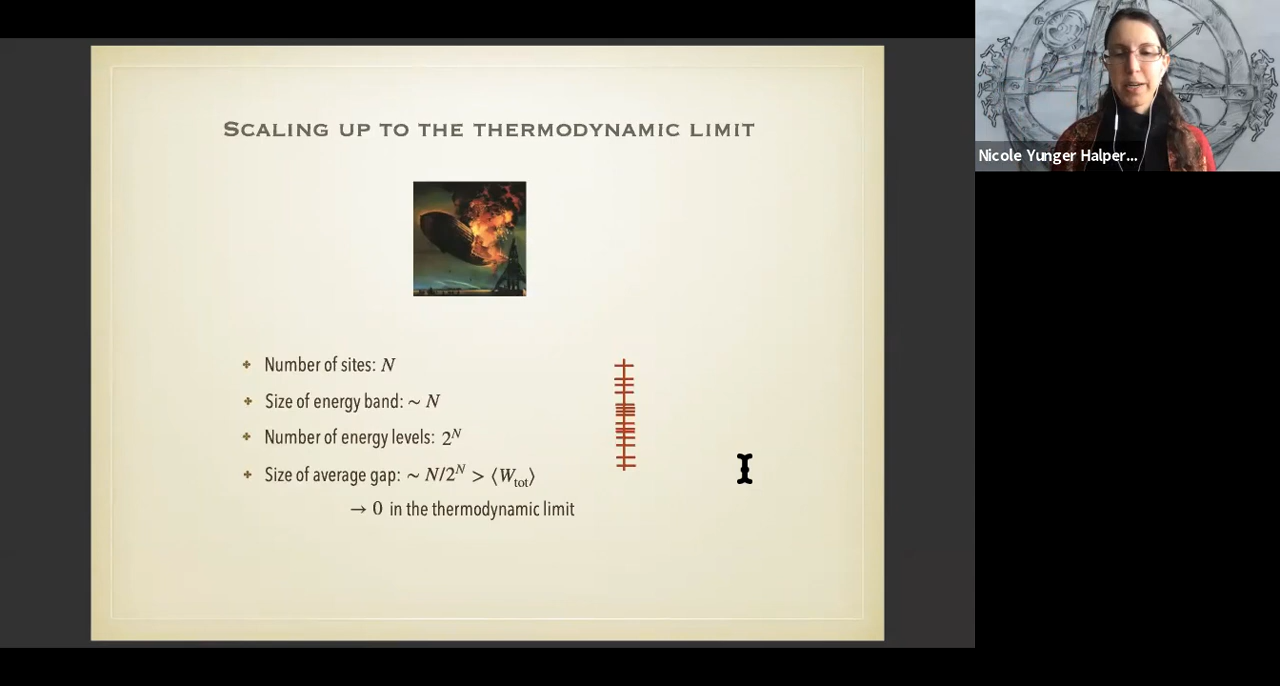 Scaling up to the thermodynamic limit
Number of sites: N
Size of energy band: ~ N
Number of energy levels: 2^N
Size of average gap: ~ N/2^N > ⟨W_tot⟩
→ 0 in the thermodynamic limit
Nicole Yunger Halper...